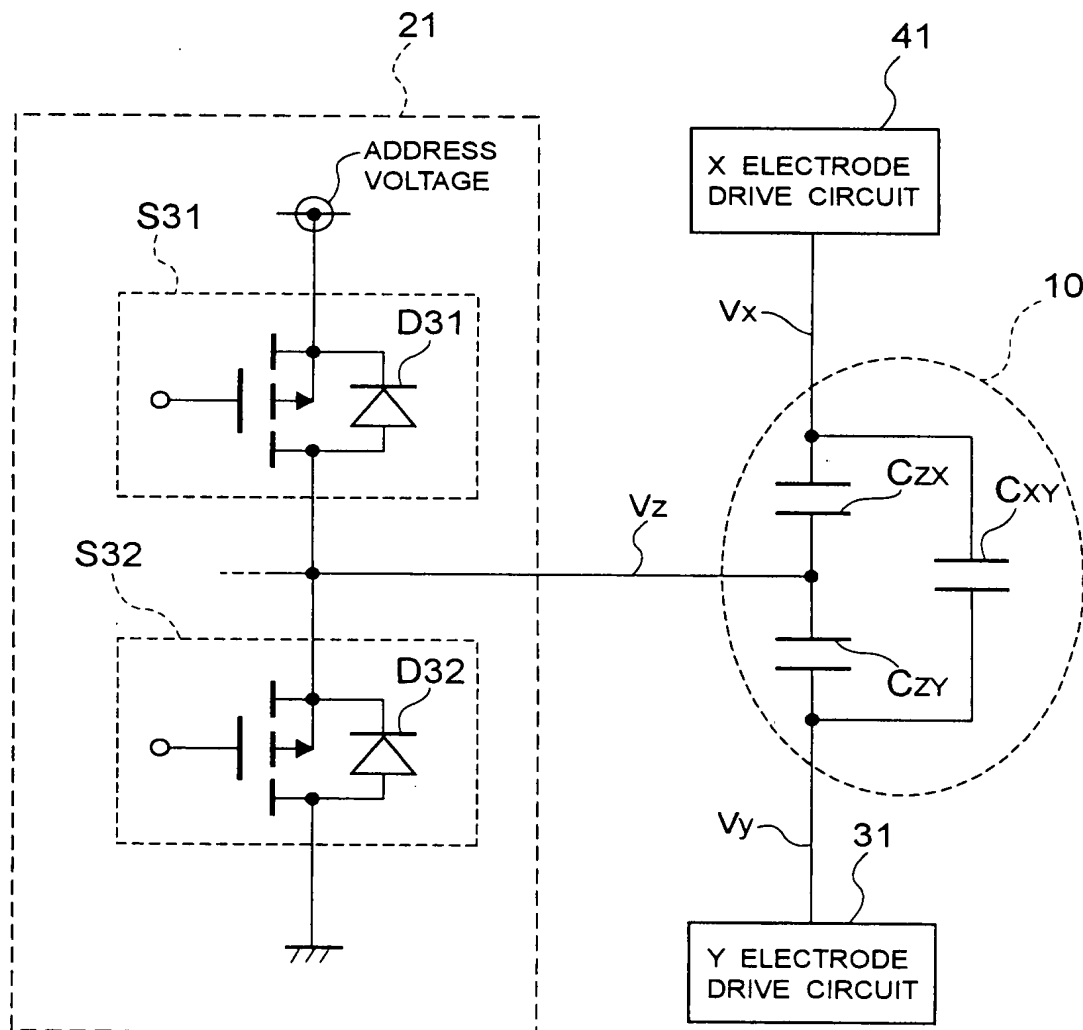 21
41
ADDRESS
VOLTAGE
X ELECTRODE
DRIVE CIRCUIT
S31
D31
Vx
10
CZX
CXY
Vz
S32
D32
CZY
Vy
31
Y ELECTRODE
DRIVE CIRCUIT